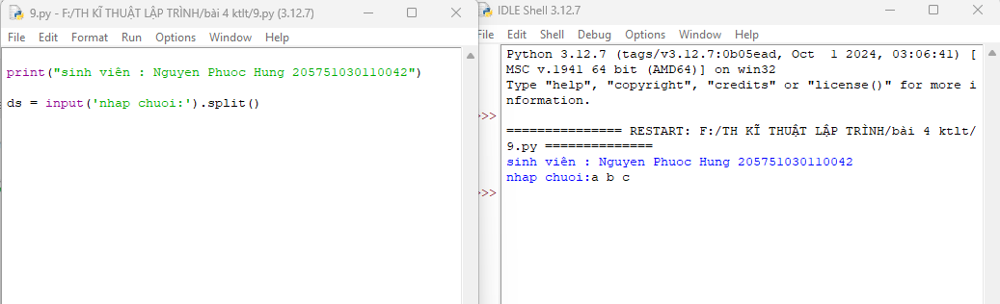 9.py - F:/TH KĨ THUẬT LẬP TRÌNH/bài 4 ktlt/9.py (3.12.7)
File Edit Format Run Options Window Help
print("sinh viên : Nguyen Phuoc Hung 205751030110042")
ds = input('nhap chuoi:').split()
IDLE Shell 3.12.7
File Edit Shell Debug Options Window Help
Python 3.12.7 (tags/v3.12.7:0b05ead, Oct  1 2024, 03:06:41) [
MSC v.1941 64 bit (AMD64)] on win32
Type "help", "copyright", "credits" or "license()" for more i
nformation.
>>>
=============== RESTART: F:/TH KĨ THUẬT LẬP TRÌNH/bài 4 ktlt/
9.py ==============
sinh viên : Nguyen Phuoc Hung 205751030110042
nhap chuoi:a b c
>>>